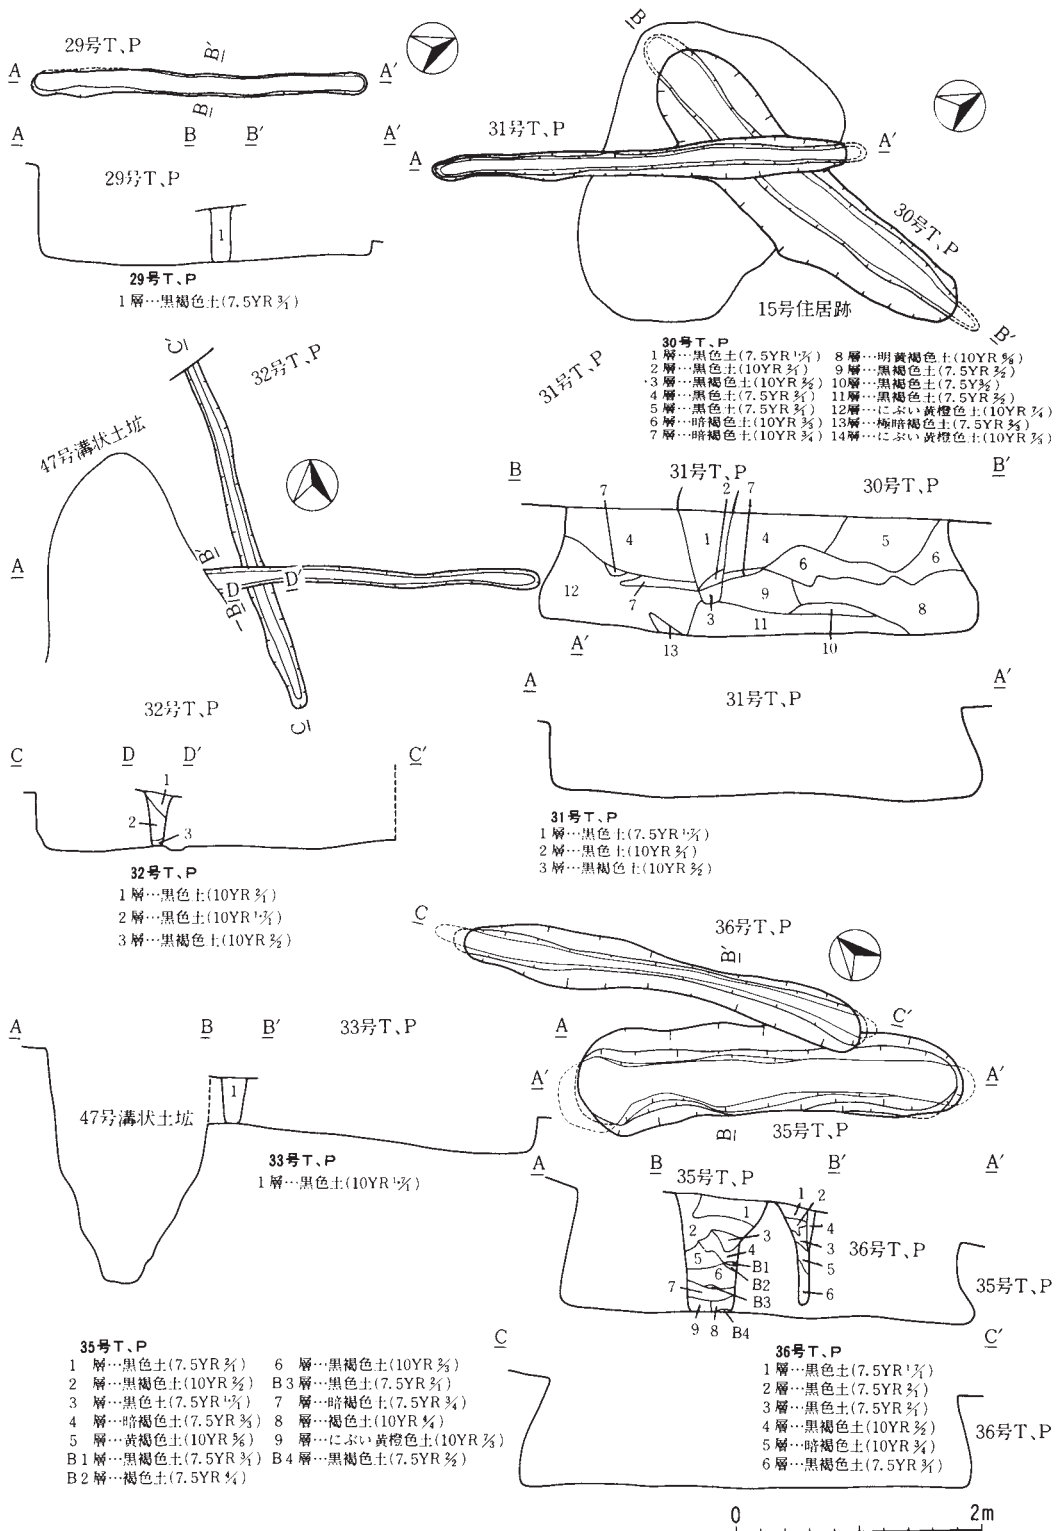 29号T、P
A
A′
B′
B
A
B
B′
A′
29号T、P
1
29号T、P
1層…黒褐色土(7.5YR 3/1)
B
31号T、P
A
A′
30号T、P
B′
15号住居跡
30号T、P
1層…黒色土(7.5YR 1.7/1)
2層…黒色土(10YR 2/1)
3層…黒褐色土(10YR 2/2)
4層…黒色土(7.5YR 2/1)
5層…黒色土(7.5YR 2/1)
6層…暗褐色土(10YR
7層…暗褐色土(10YR
8層…明黄褐色土(10YR
9層…黒褐色土(7.5YR
10層…黒褐色土(7.5Y
11層…黒褐色土(7.5YR
12層…にぶい黄橙色土(10YR
13層…極暗褐色土(7.5YR
14層…にぶい黄橙色土(10YR
C′
32号T、P
31号T、P
47号溝状土拡
A
B′
D
D′
B
C
32号T、P
B
31号T、P
B′
30号T、P
7
2
7
4
1
4
5
6
6
12
7
3
9
11
8
13
10
A′
A
A′
31号T、P
31号T、P
1層…黒色土(7.5YR 1.7/1)
2層…黒色土(10YR 2/1)
3層…黒褐色土(10YR 2/2)
C
D
D′
C′
1
2
3
32号T、P
1層…黒色土(10YR 2/1)
2層…黒色土(10YR 1.7/1)
3層…黒褐色土(10YR 2/2)
C
36号T、P
B′
C′
A
A′
A′
B
35号T、P
A
B
B′
33号T、P
1
47号溝状土拡
33号T、P
1層…黒色土(10YR 1.7/1)
A
B
35号T、P
B′
A′
1
2
3
4
5
B1
6
B2
7
B3
9
8
B4
1
2
4
3
5
6
36号T、P
35号T、P
35号T、P
1層…黒色土(7.5YR 2/1)
2層…黒褐色土(10YR 2/2)
3層…黒色土(7.5YR 1.7/1)
4層…暗褐色土(7.5YR 3/3)
5層…黄褐色土(10YR
B1層…黒褐色土(7.5YR 3/1)
B2層…褐色土(7.5YR
6層…黒褐色土(10YR
B3層…黒色土(7.5YR 2/1)
7層…暗褐色土(7.5YR 3/4)
8層…褐色土(10YR
9層…にぶい黄橙色土(10YR
B4層…黒褐色土(7.5YR
C
C′
36号T、P
36号T、P
1層…黒色土(7.5YR 1.7/1)
2層…黒色土(7.5YR 2/1)
3層…黒色土(7.5YR 2/1)
4層…黒褐色土(10YR 2/2)
5層…暗褐色土(10YR 3/4)
6層…黒褐色土(7.5YR 3/1)
0
2m